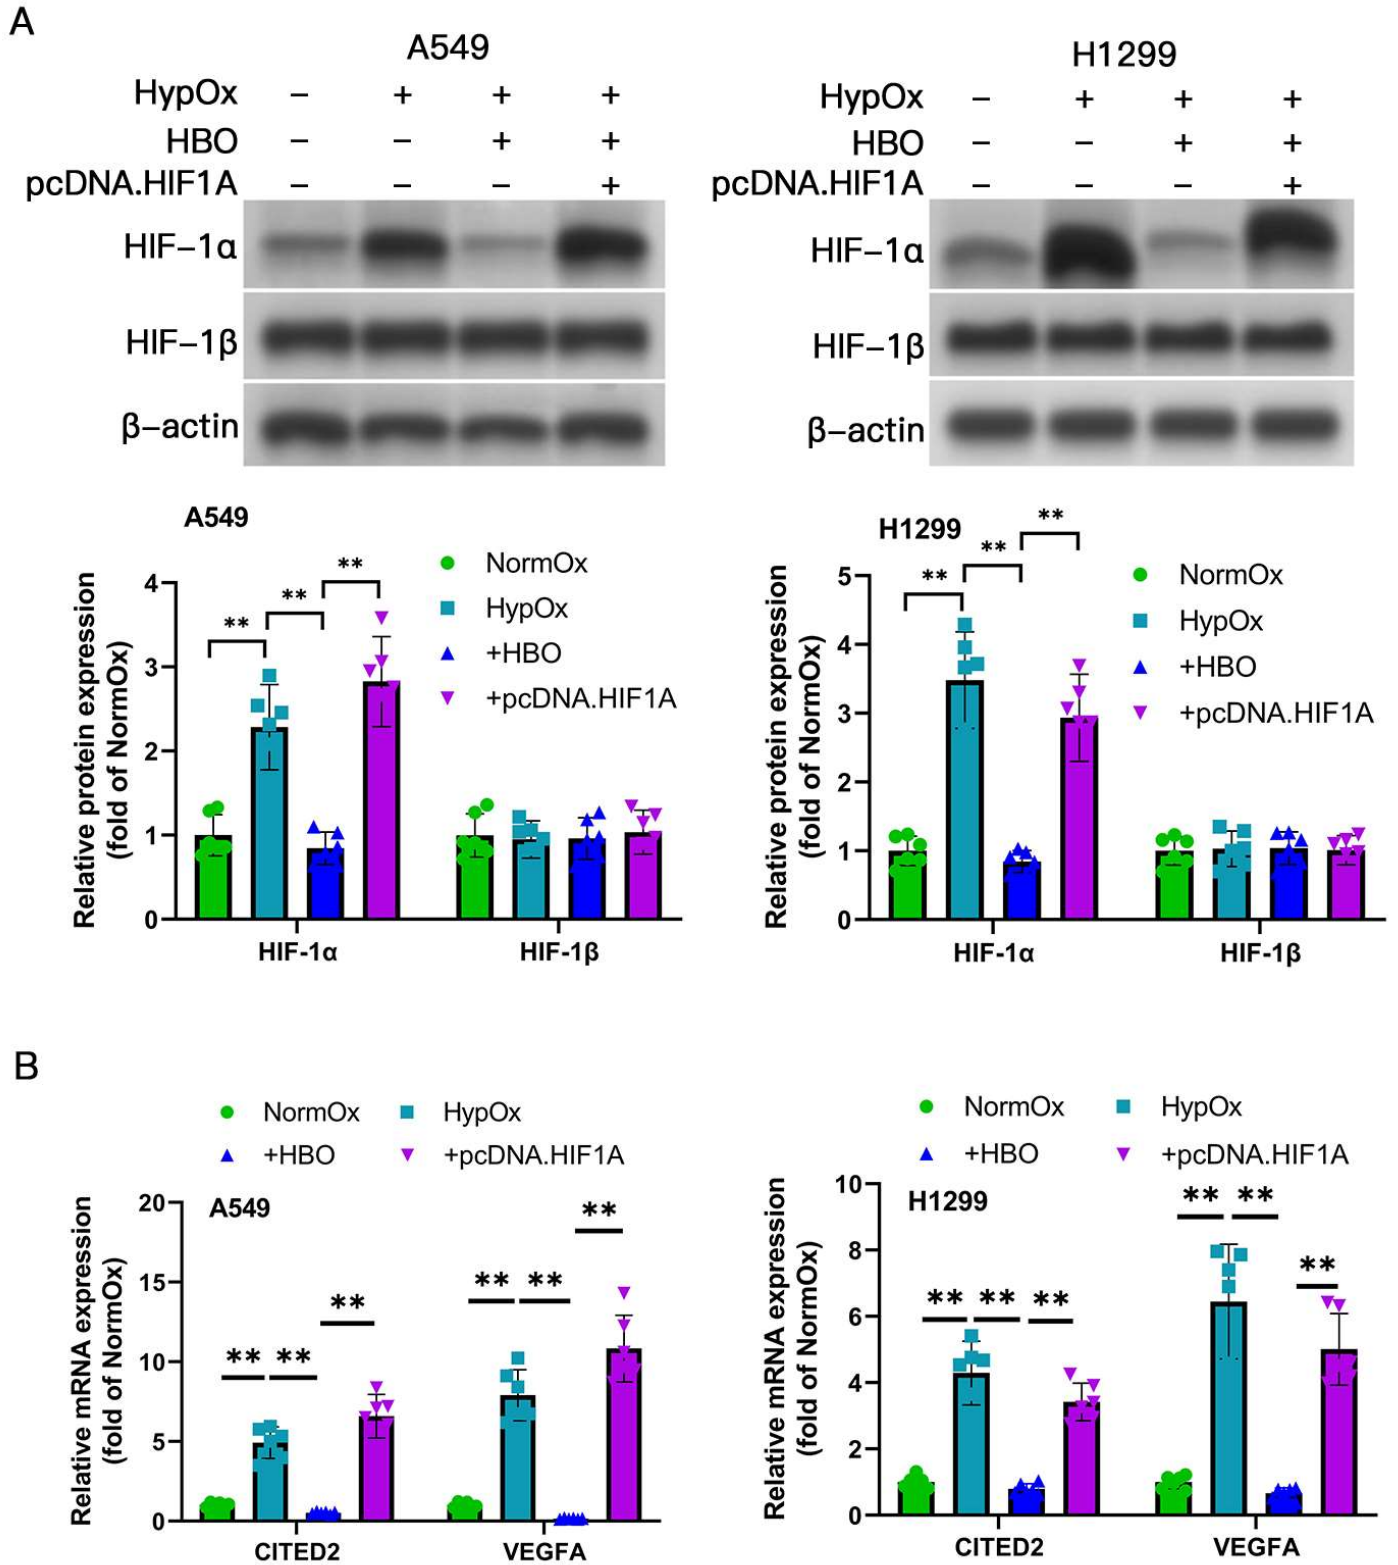 A
A549
HypOx − + + +
HBO − − + +
pcDNA.HIF1A − − − +
HIF−1α
HIF−1β
β−actin
H1299
HypOx − + + +
HBO − − + +
pcDNA.HIF1A − − − +
HIF−1α
HIF−1β
β−actin
A549
NormOx
HypOx
+HBO
+pcDNA.HIF1A
** ** **
Relative protein expression
(fold of NormOx)
4
3
2
1
0
HIF-1α HIF-1β
H1299
NormOx
HypOx
+HBO
+pcDNA.HIF1A
** ** **
Relative protein expression
(fold of NormOx)
5
4
3
2
1
0
HIF-1α HIF-1β
B
NormOx HypOx
+HBO +pcDNA.HIF1A
A549
Relative mRNA expression
(fold of NormOx)
20
15
10
5
0
** ** ** ** ** **
CITED2 VEGFA
NormOx HypOx
+HBO +pcDNA.HIF1A
H1299
Relative mRNA expression
(fold of NormOx)
10
8
6
4
2
0
** ** ** ** ** **
CITED2 VEGFA